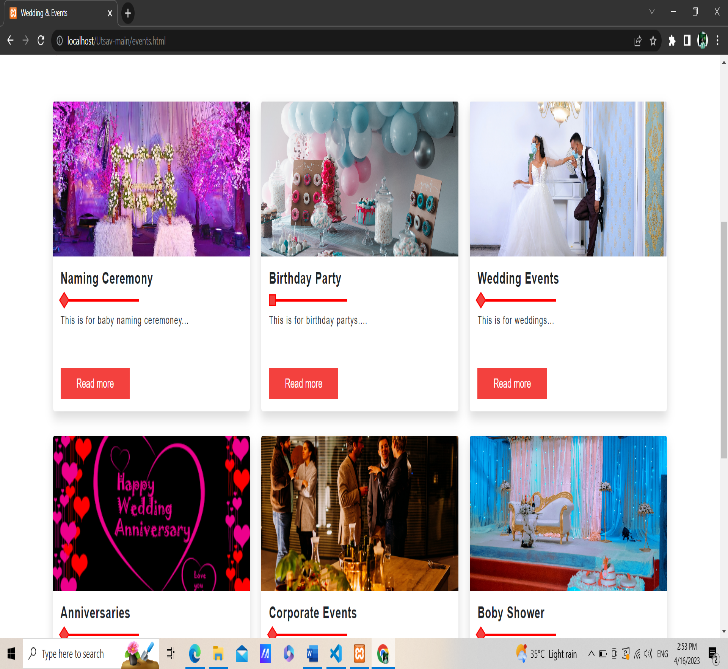 Wedding & Events
localhost/Utsav-main/events.html
Naming Ceremony
Birthday Party
Wedding Events
This is for baby naming ceremoney...
This is for birthday partys....
This is for weddings...
Read more
Read more
Read more
Happy
Wedding
Anniversary
love
you
Anniversaries
Corporate Events
Boby Shower
Type here to search
35°C Light rain
ENG
2:53 PM
4/16/2023